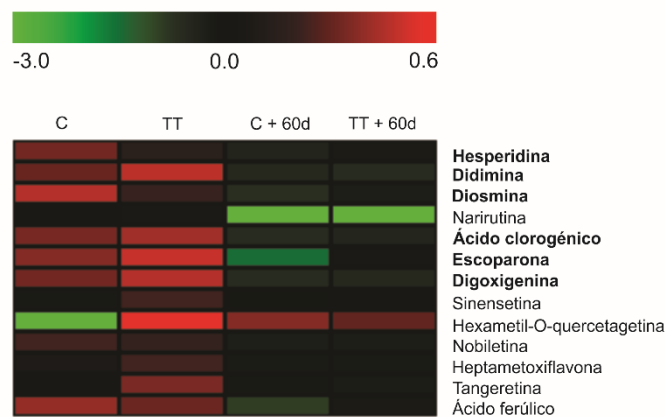 -3.0 0.0 0.6
C TT C + 60d TT + 60d
Hesperidina
Didimina
Diosmina
Narirutina
Ácido clorogénico
Escoparona
Digoxigenina
Sinensetina
Hexametil-O-quercetagetina
Nobiletina
Heptametoxiflavona
Tangeretina
Ácido ferúlico